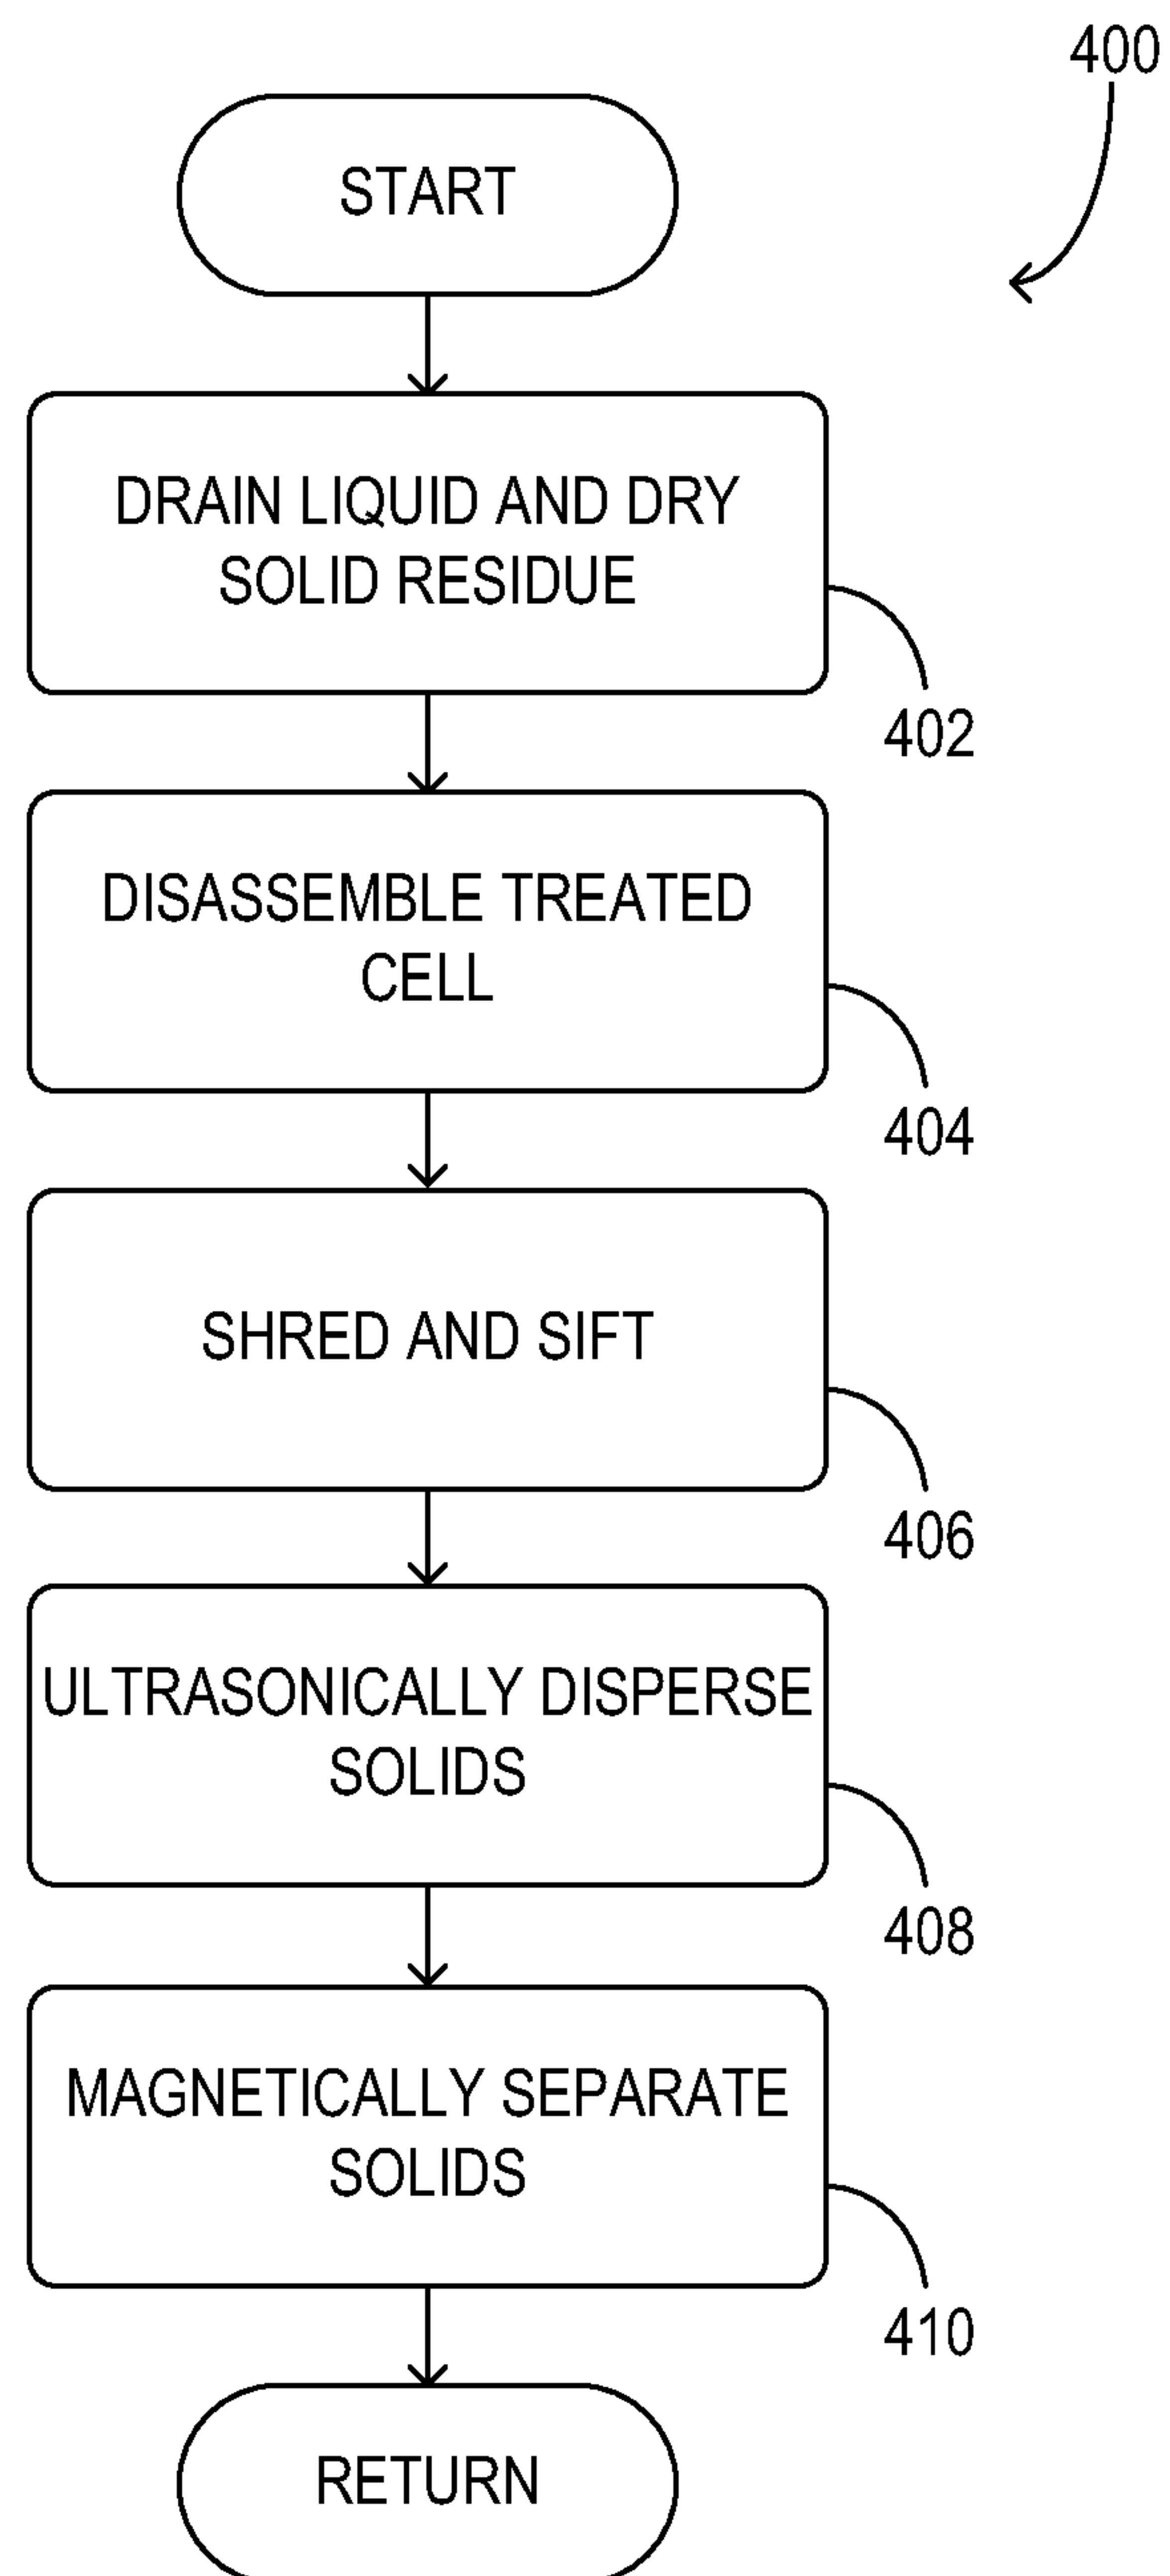 400
START
DRAIN LIQUID AND DRY
SOLID RESIDUE
402
DISASSEMBLE TREATED
CELL
404
SHRED AND SIFT
406
ULTRASONICALLY DISPERSE
SOLIDS
408
MAGNETICALLY SEPARATE
SOLIDS
410
RETURN